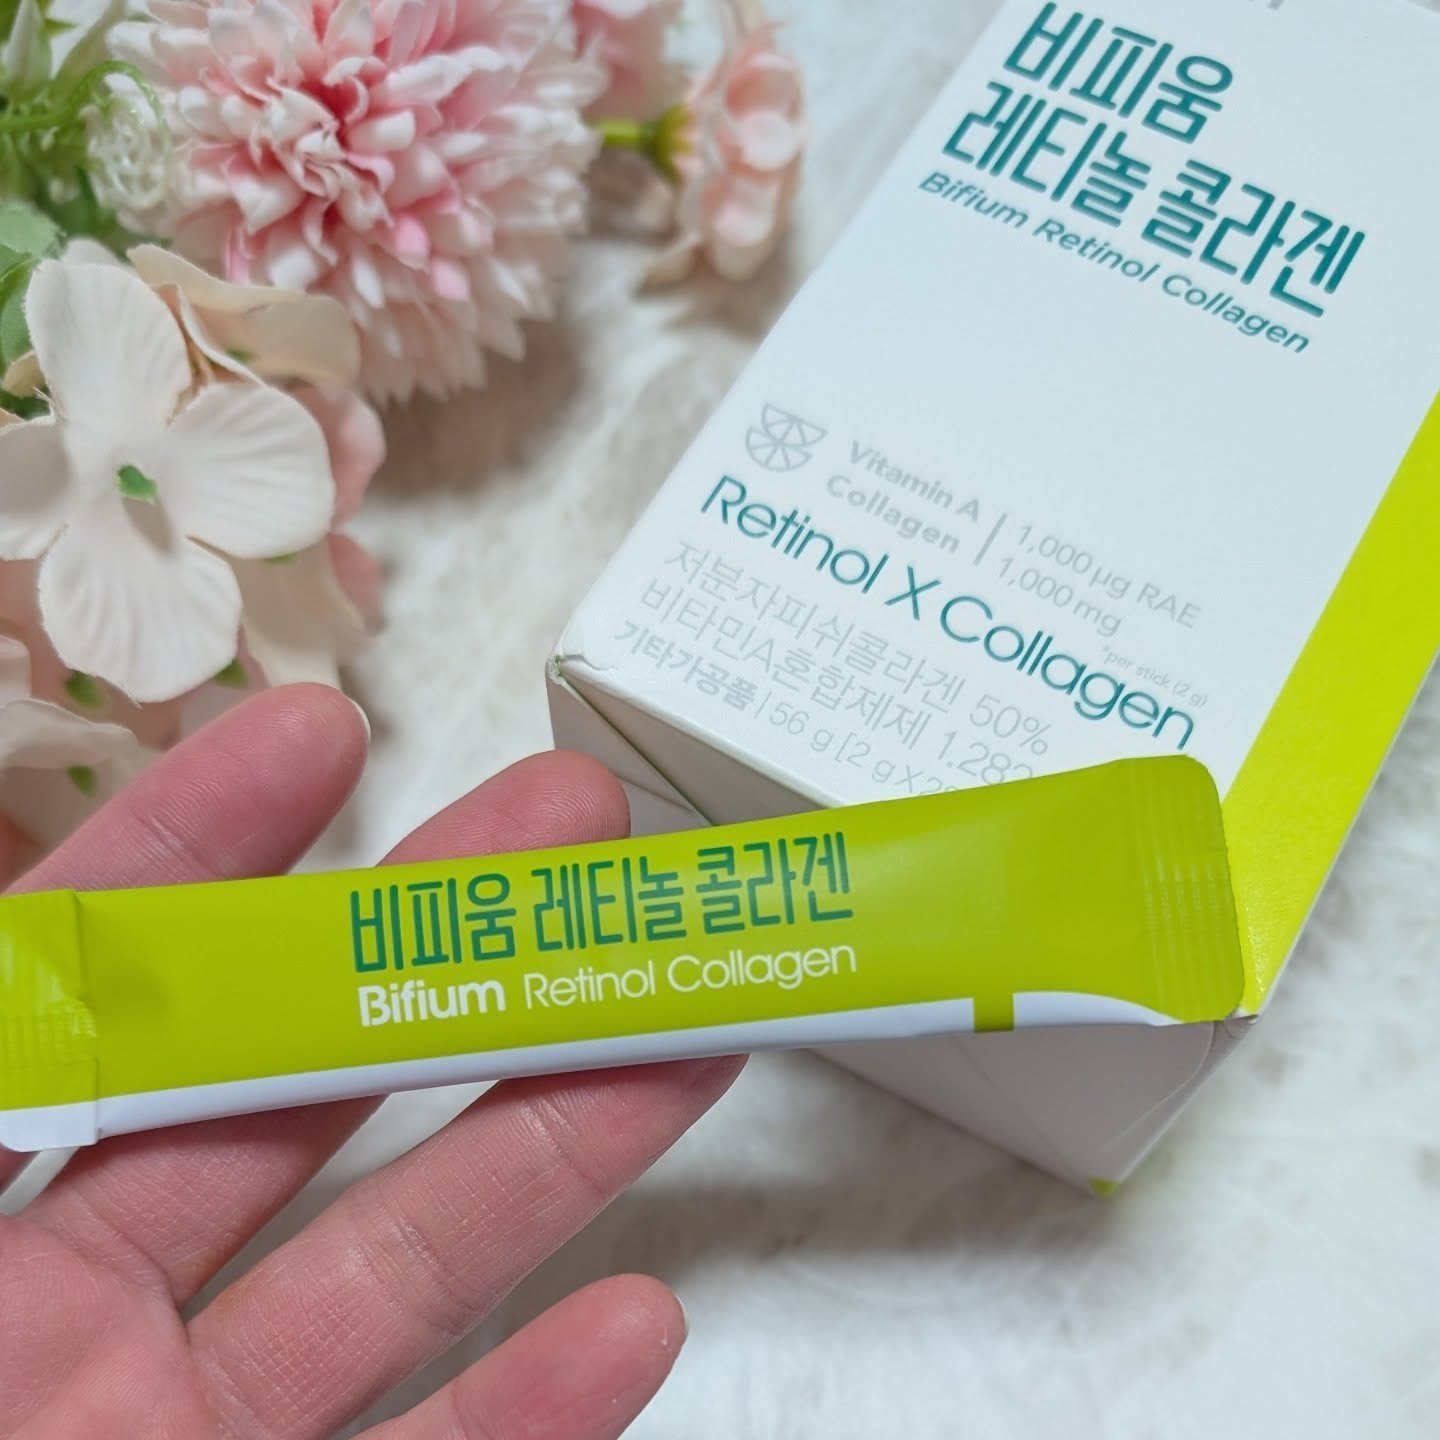 비피움
레티놀 콜라겐
Bifium Retinol Collagen
Vitamin A | 1,000 µg RAE
Collagen | 1,000 mg
*per stick (2 g)
Retinol X Collagen
저분자피쉬콜라겐 50%
비타민A혼합제제 1.282
기타가공품 | 56 g [2 g X
비피움 레티놀 콜라겐
Bifium Retinol Collagen